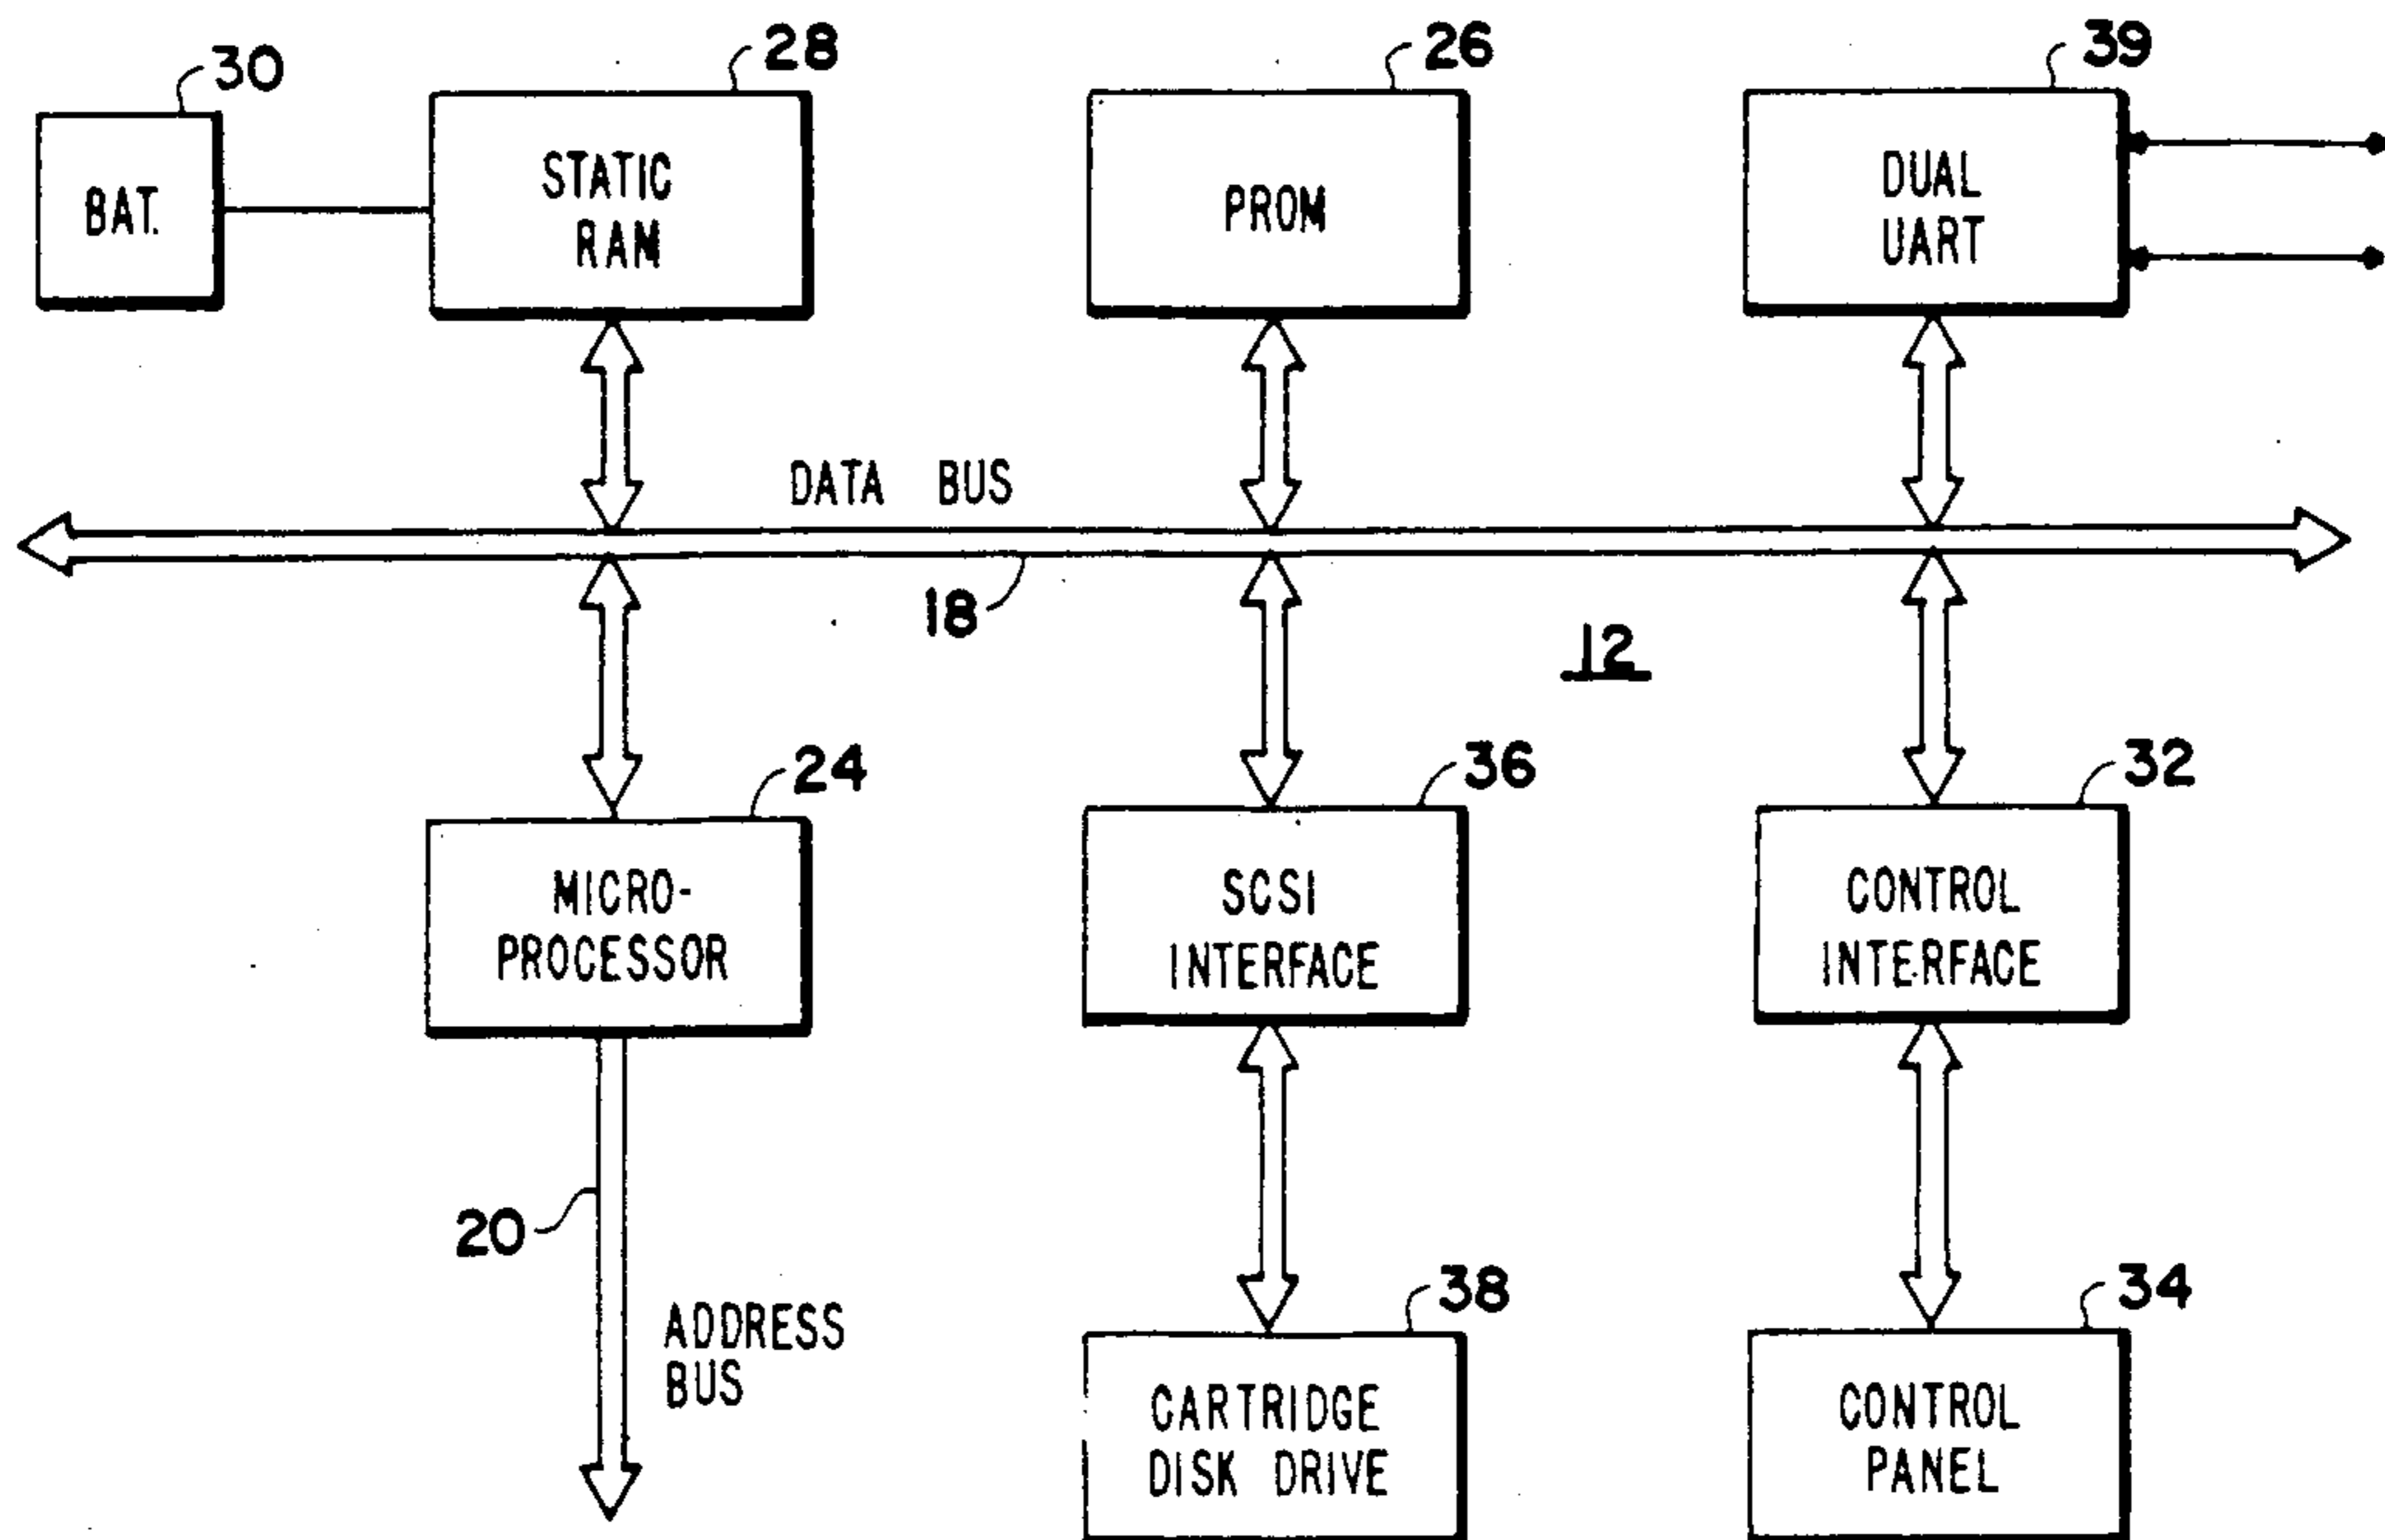 30
28
26
39
BAT.
STATIC
RAM
PROM
DUAL
UART
DATA BUS
18
12
24
36
32
MICRO-
PROCESSOR
SCSI
INTERFACE
CONTROL
INTERFACE
20
ADDRESS
BUS
38
34
CARTRIDGE
DISK DRIVE
CONTROL
PANEL